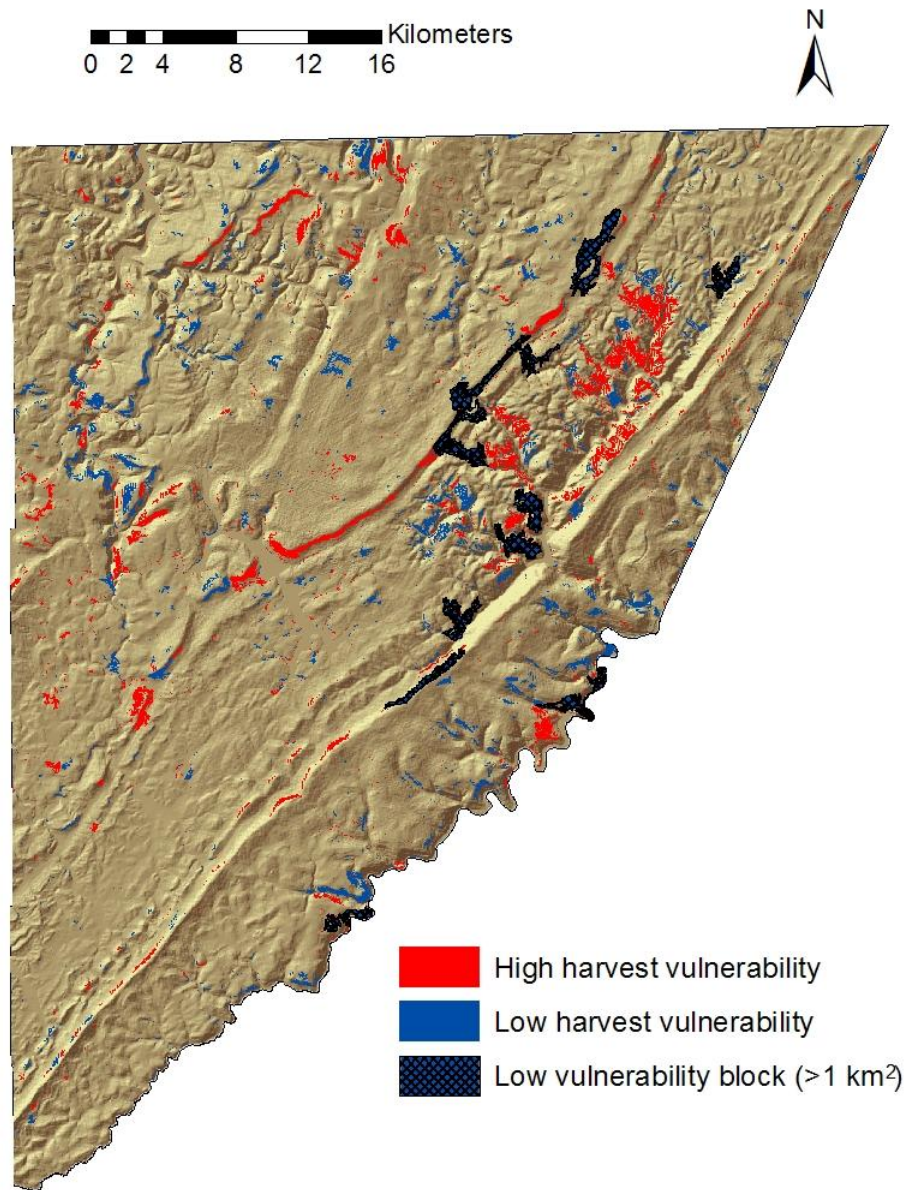 N
Kilometers
0 2 4 8 12 16
High harvest vulnerability
Low harvest vulnerability
Low vulnerability block (>1 km²)